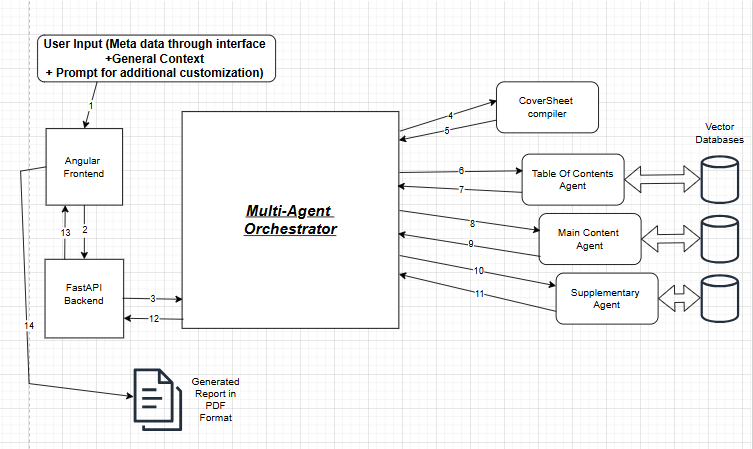 User Input (Meta data through interface
+General Context
+ Prompt for additional customization)
1
Angular
Frontend
13
2
FastAPI
Backend
3
12
14
Multi-Agent
Orchestrator
4
5
CoverSheet
compiler
Vector
Databases
6
7
Table Of Contents
Agent
8
9
Main Content
Agent
10
11
Supplementary
Agent
Generated
Report in
PDF
Format